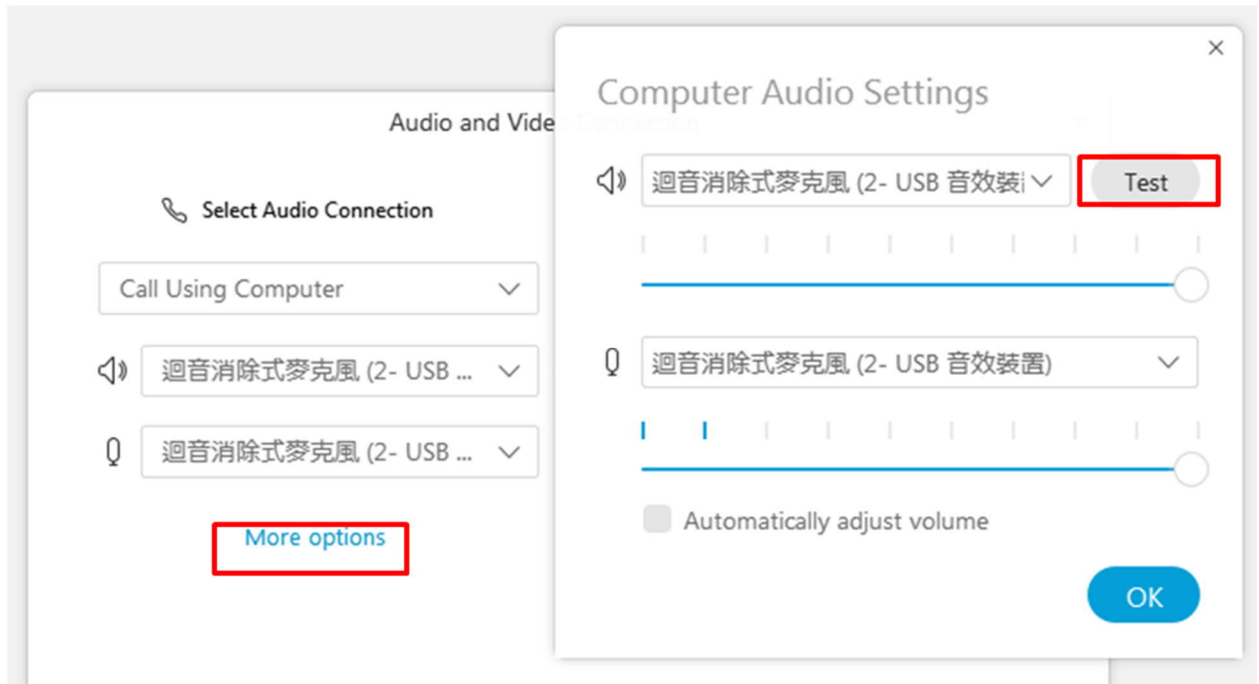 Audio and Vide
Select Audio Connection
Call Using Computer
迴音消除式麥克風 (2- USB ...
迴音消除式麥克風 (2- USB ...
More options
Computer Audio Settings
迴音消除式麥克風 (2- USB 音效裝
Test
迴音消除式麥克風 (2- USB 音效裝置)
Automatically adjust volume
OK